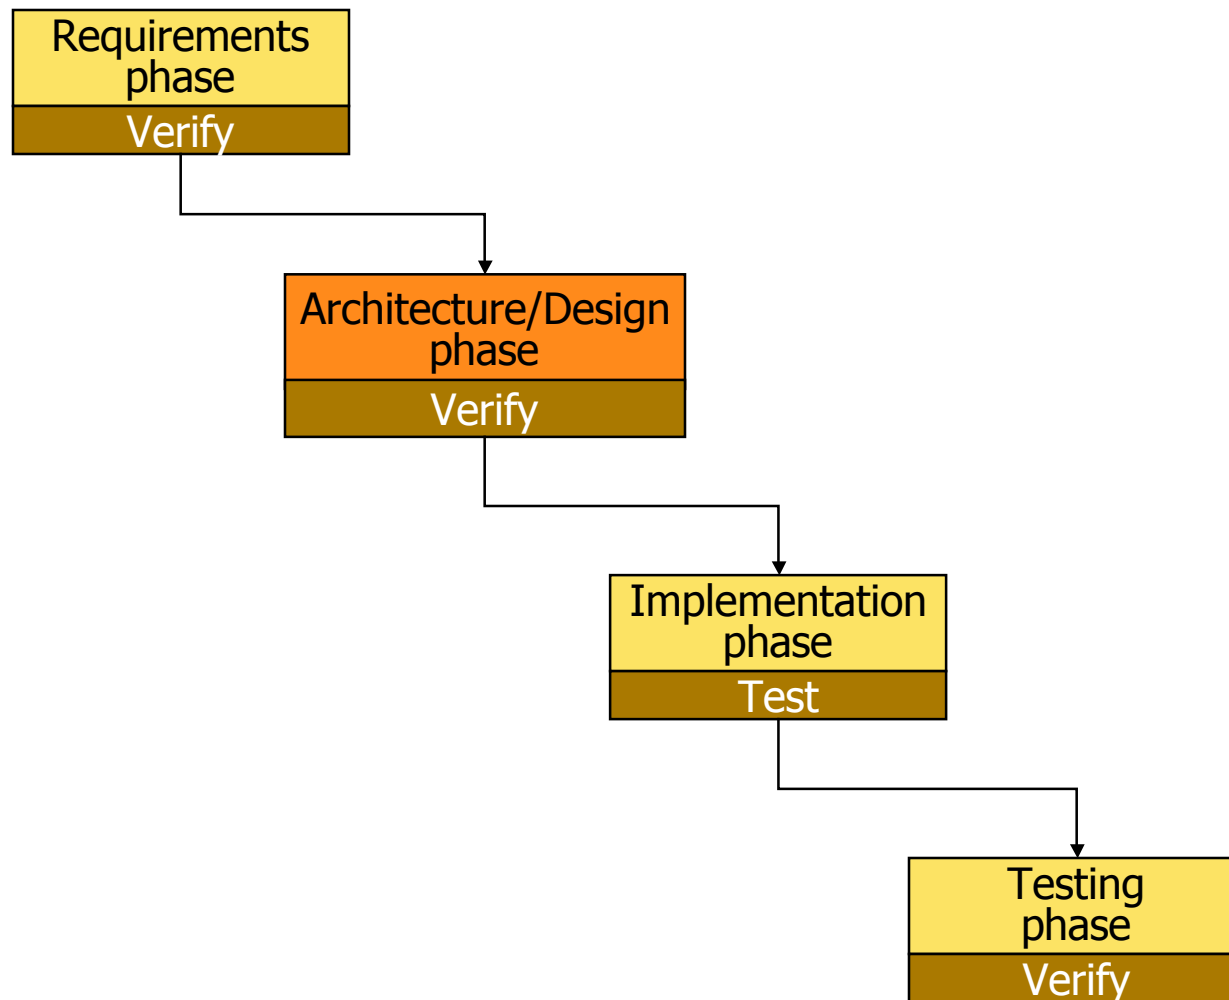 Requirements
phase
Verify
Architecture/Design
phase
Verify
Implementation
phase
Test
Testing
phase
Verify